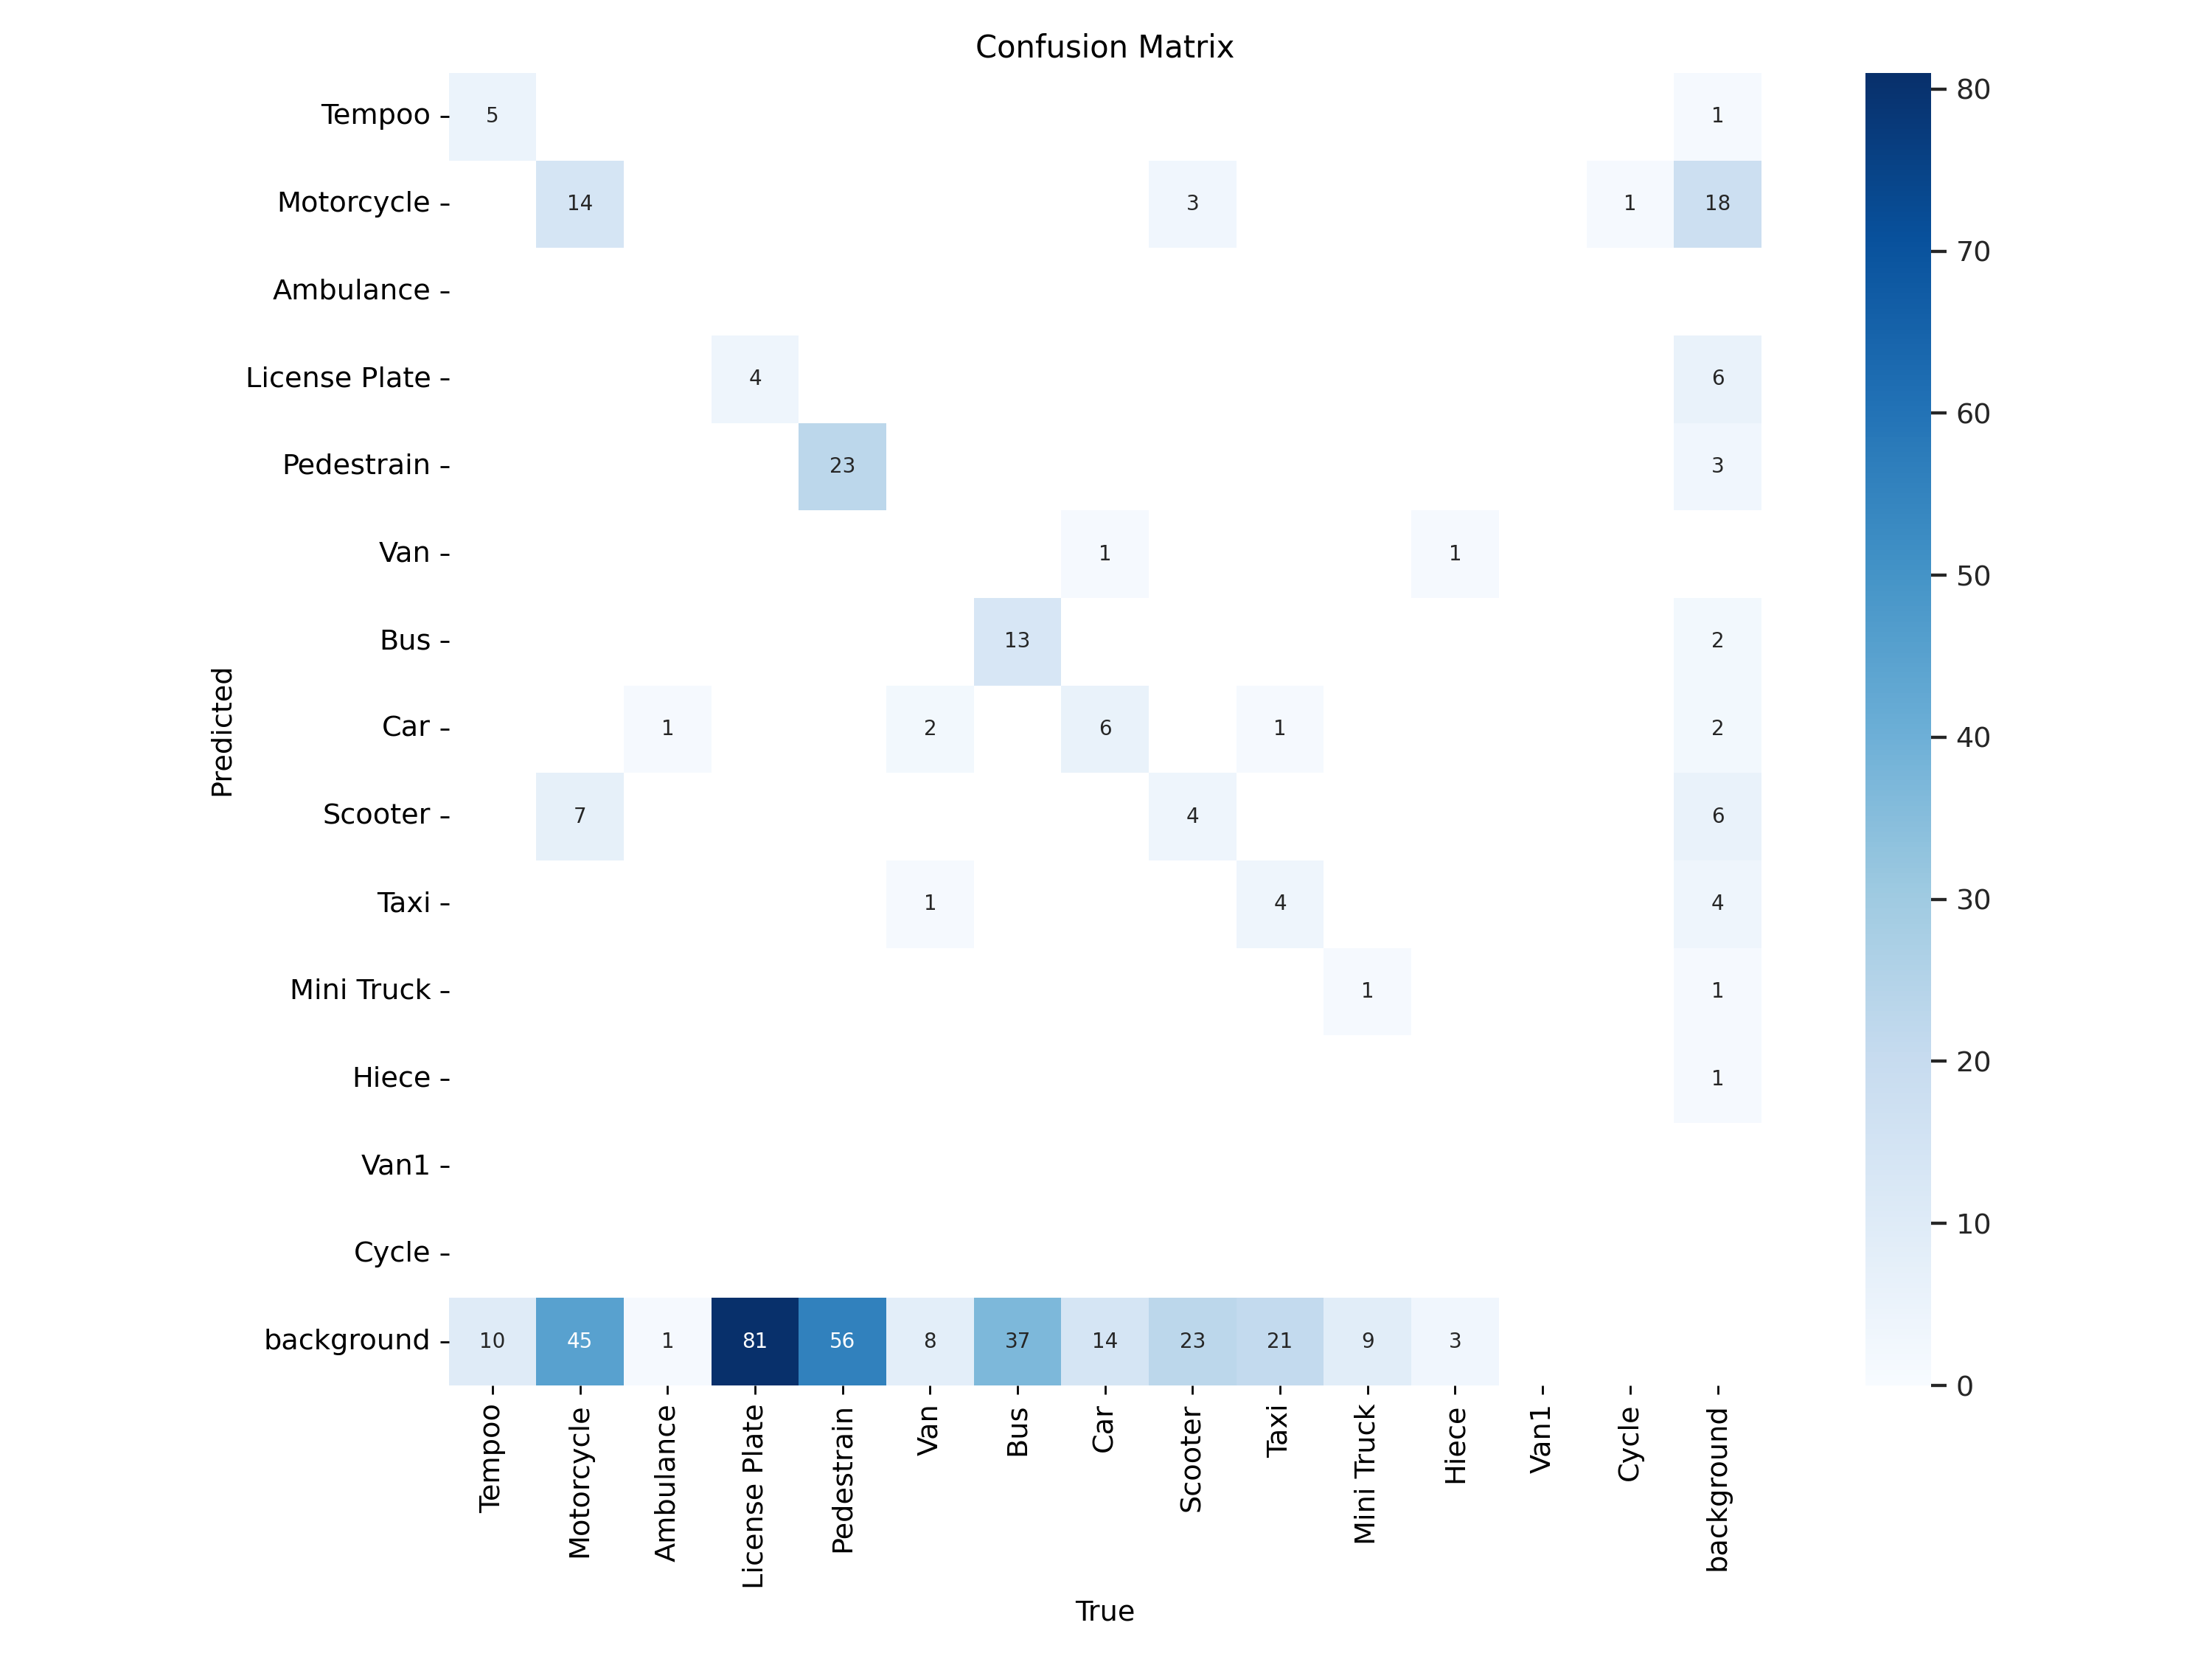 Confusion Matrix
Tempoo 5 1 80
Motorcycle 14 3 1 18
70
Ambulance
License Plate 4 6
60
Pedestrain 23 3
Van 1 1
50
Bus 13 2
Predicted
Car 1 2 6 1 2
40
Scooter 7 4 6
Taxi 1 4 4
30
Mini Truck 1 1
20
Hiece 1
Van1
10
Cycle
background 10 45 1 81 56 8 37 14 23 21 9 3
0
Tempoo Motorcycle Ambulance License Plate Pedestrain Van Bus Car Scooter Taxi Mini Truck Hiece Van1 Cycle background
True